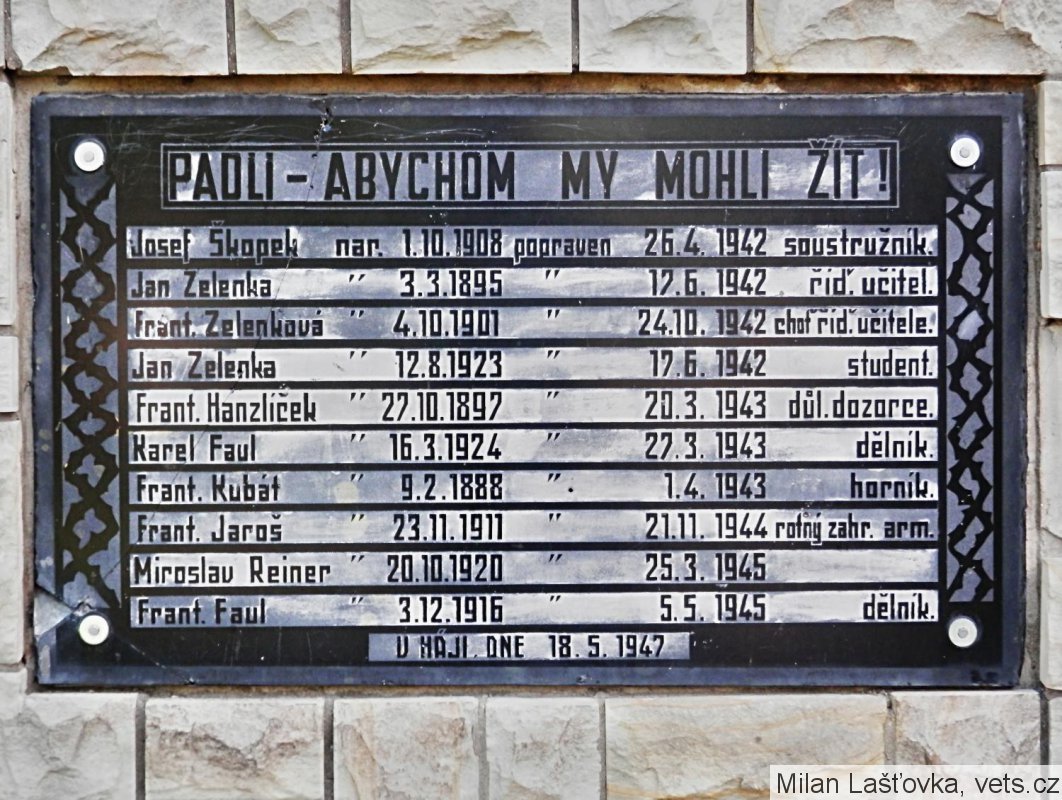 PADLI - ABYCHOM MY MOHLI ŽÍT!
Josef Škopek nar. 1.10.1908 popraven 26.4. 1942 soustružník.
Jan Zelenka " 3.3.1895 " 17.6. 1942 říď. učitel.
Frant. Zelenková " 4.10.1901 " 24.10. 1942 choť říď. učitele.
Jan Zelenka " 12.8.1923 " 17.6. 1942 student.
Frant. Hanzlíček " 27.10.1897 " 20.3. 1943 důl. dozorce.
Karel Faul " 16.3.1924 " 27.3. 1943 dělník.
Frant. Kubát " 9.2.1888 " 1.4. 1943 horník.
Frant. Jaroš " 23.11.1911 " 21.11. 1944 rotný zahr. arm.
Miroslav Reiner " 20.10.1920 " 25.3. 1945
Frant. Faul " 3.12.1916 " 5.5. 1945 dělník.
V HÁJI, DNE 18.5.1947
Milan Lašťovka, vets.cz